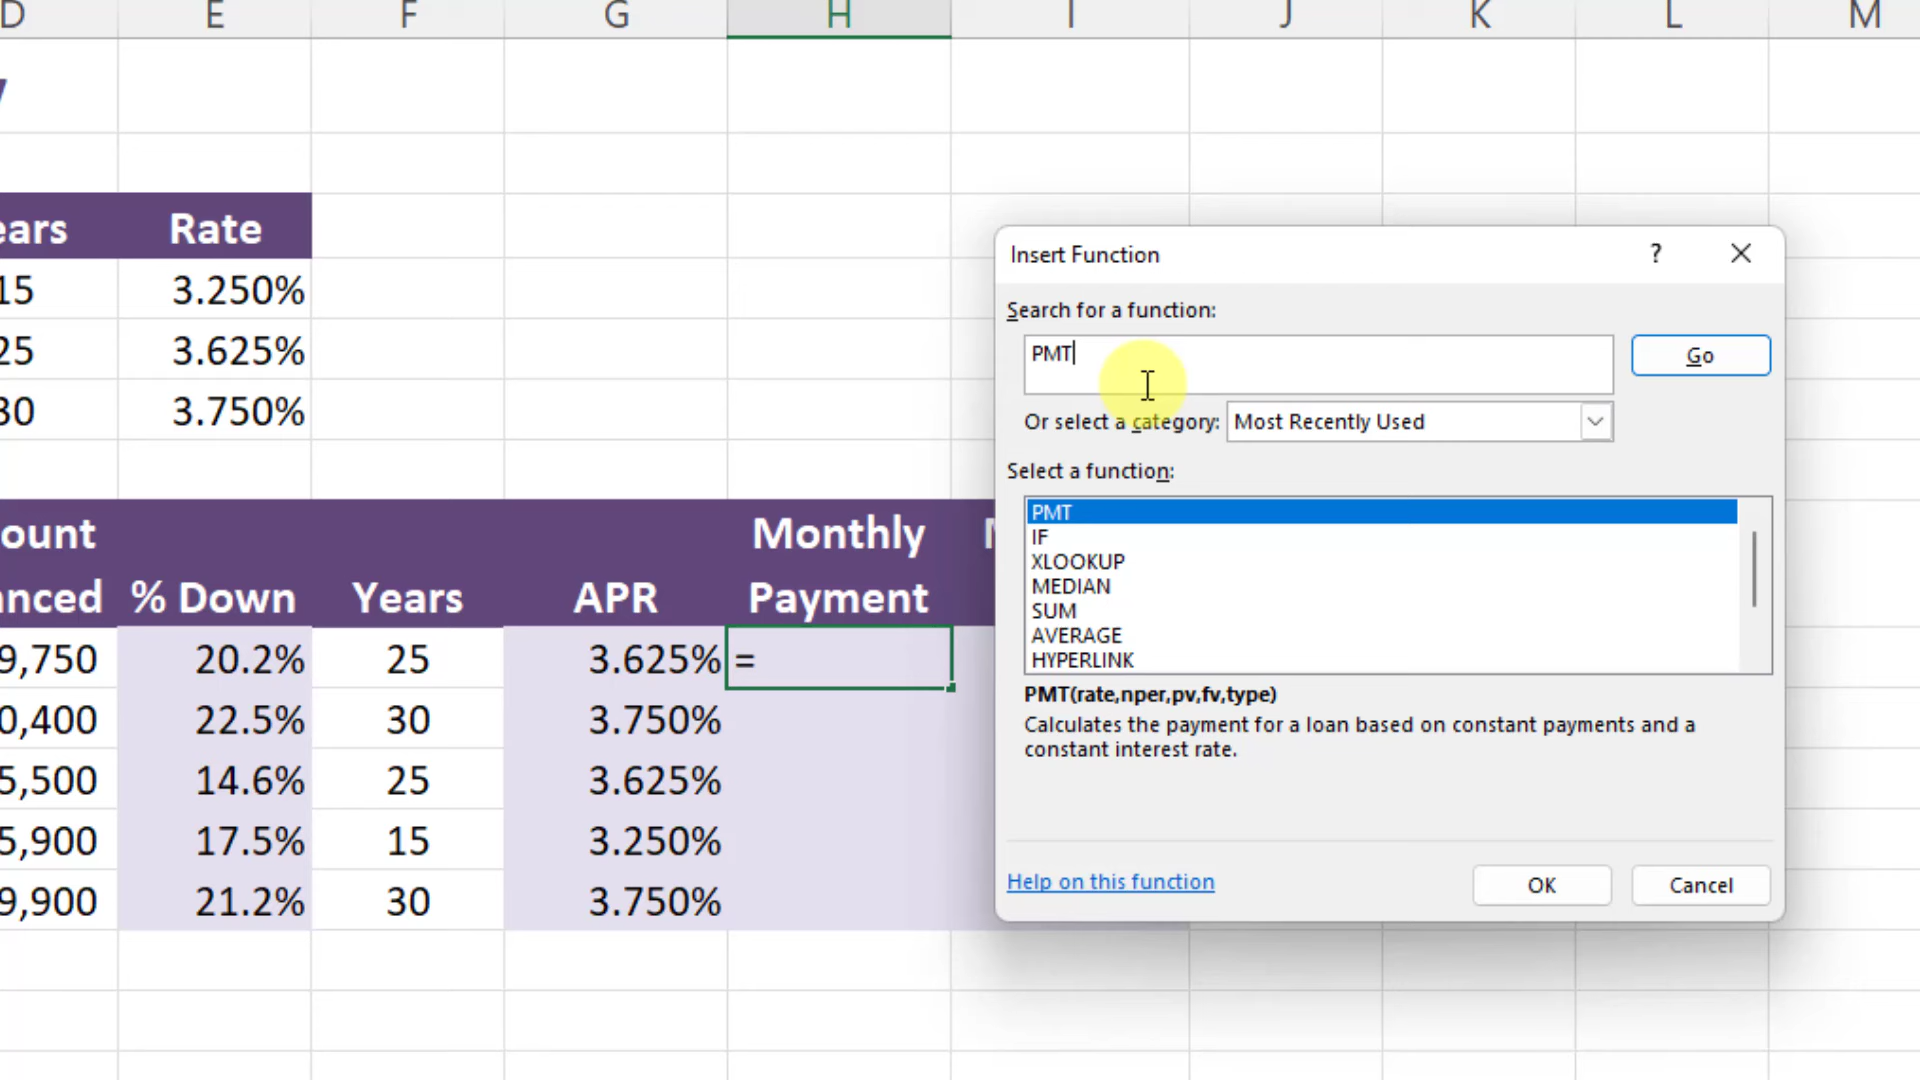 D E F G H I J K L M
Insert Function ?
ears Rate
15 3.250%
25 3.625%
30 3.750%
Search for a function:
PMT
Go
Or select a category: Most Recently Used
Select a function:
PMT
IF
XLOOKUP
MEDIAN
SUM
AVERAGE
HYPERLINK
PMT(rate,nper,pv,fv,type)
Calculates the payment for a loan based on constant payments and a
constant interest rate.
Help on this function
OK Cancel
ount Monthly
nced % Down Years APR Payment
9,750 20.2% 25 3.625% =
0,400 22.5% 30 3.750%
5,500 14.6% 25 3.625%
5,900 17.5% 15 3.250%
9,900 21.2% 30 3.750%